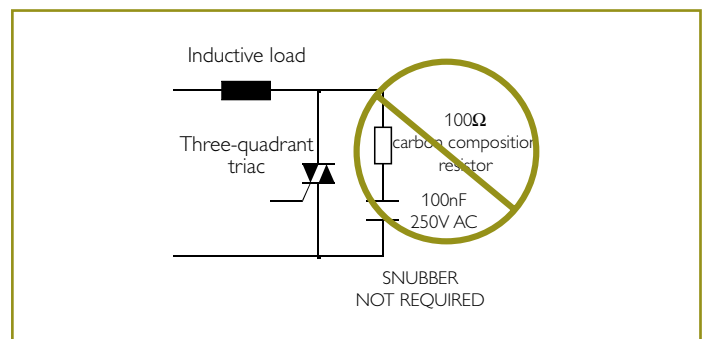 Inductive load
Three-quadrant
triac
100Ω
carbon composition
resistor
100nF
250V AC
SNUBBER
NOT REQUIRED